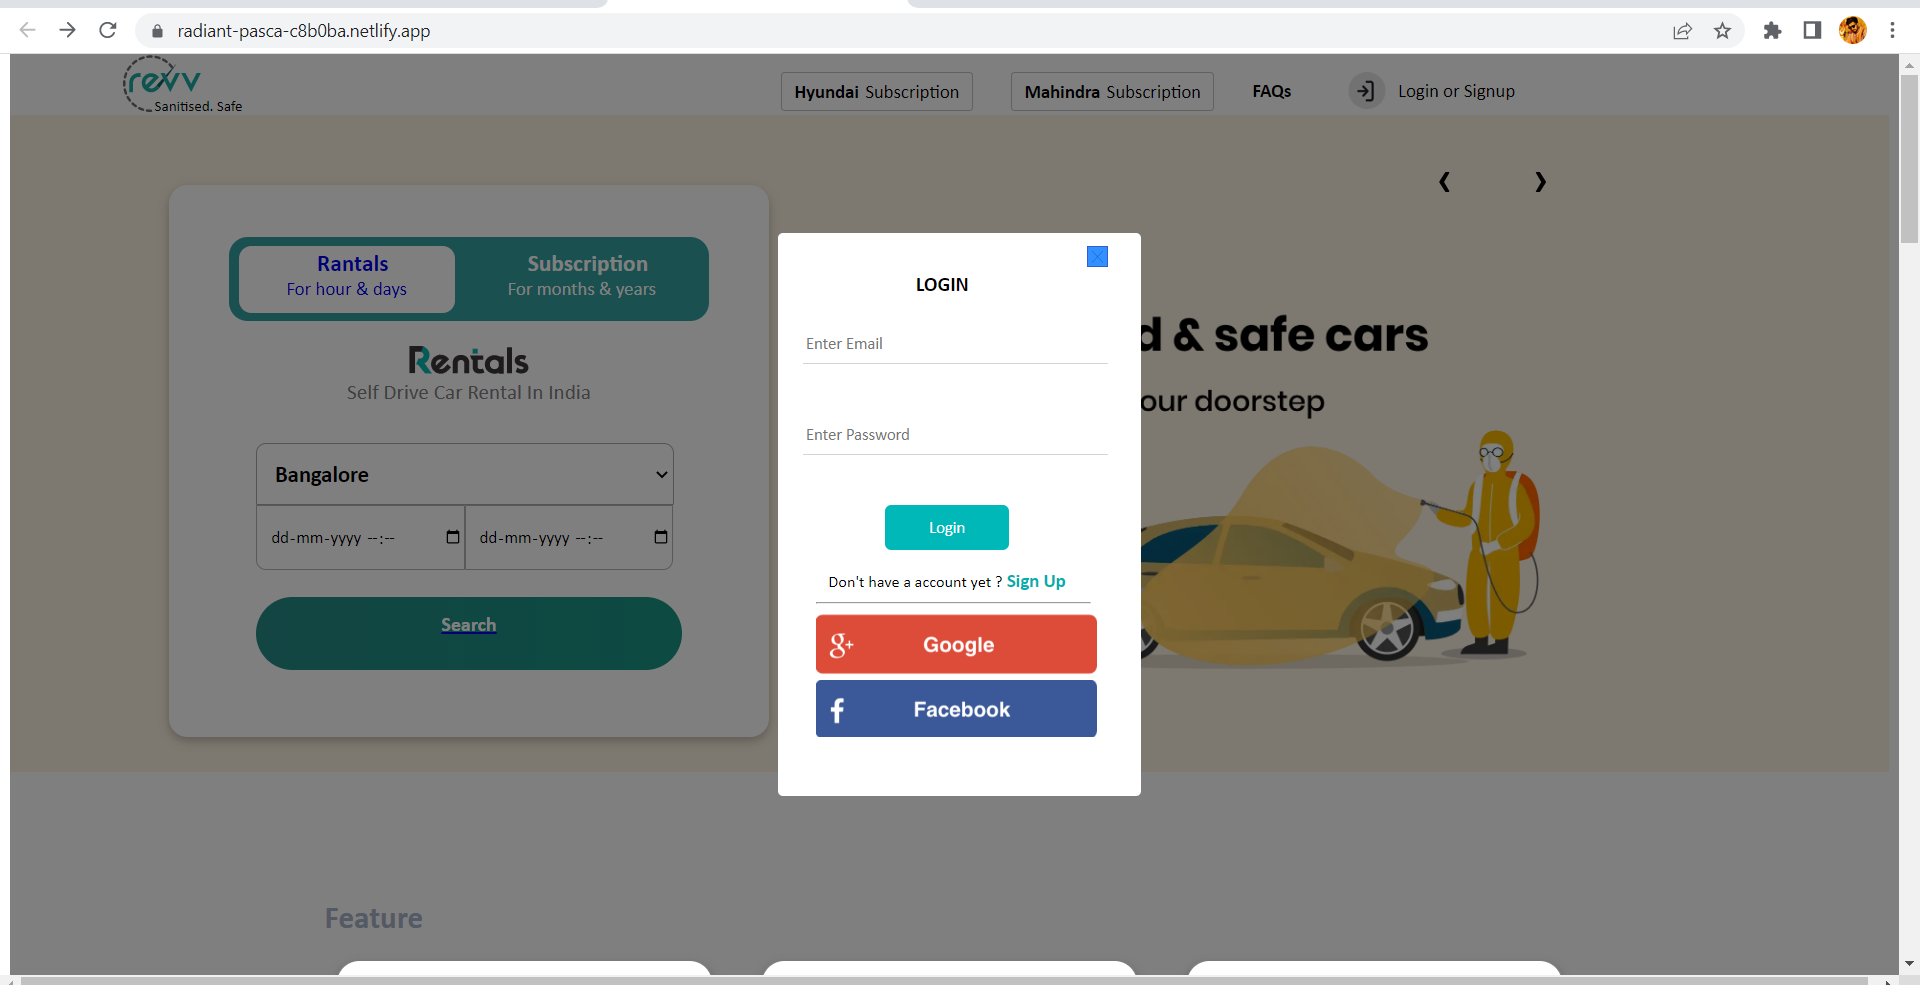 radiant-pasca-c8b0ba.netlify.app
revv
Sanitised. Safe
Hyundai Subscription
Mahindra Subscription
FAQs
Login or Signup
❮ ❯
Rantals
For hour & days
Subscription
For months & years
Rentals
Self Drive Car Rental In India
Bangalore
dd-mm-yyyy --:--
dd-mm-yyyy --:--
Search
LOGIN
Enter Email
Enter Password
Login
Don't have a account yet ? Sign Up
g+ Google
f Facebook
d & safe cars
our doorstep
Feature